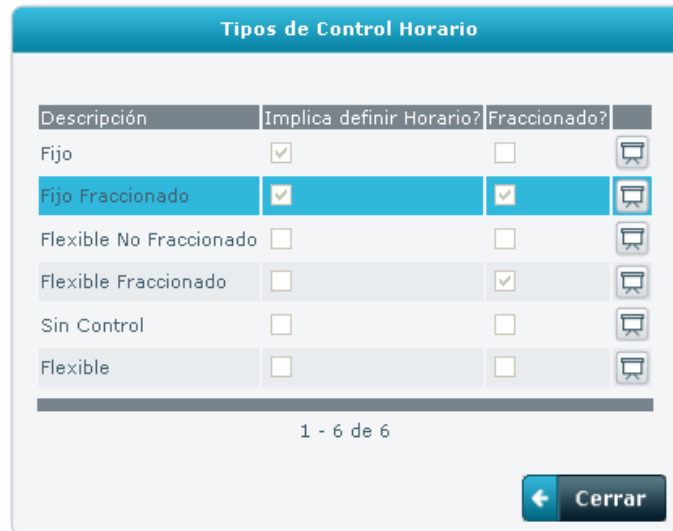 Tipos de Control Horario
Descripción Implica definir Horario? Fraccionado?
Fijo
Fijo Fraccionado
Flexible No Fraccionado
Flexible Fraccionado
Sin Control
Flexible
1 - 6 de 6
Cerrar